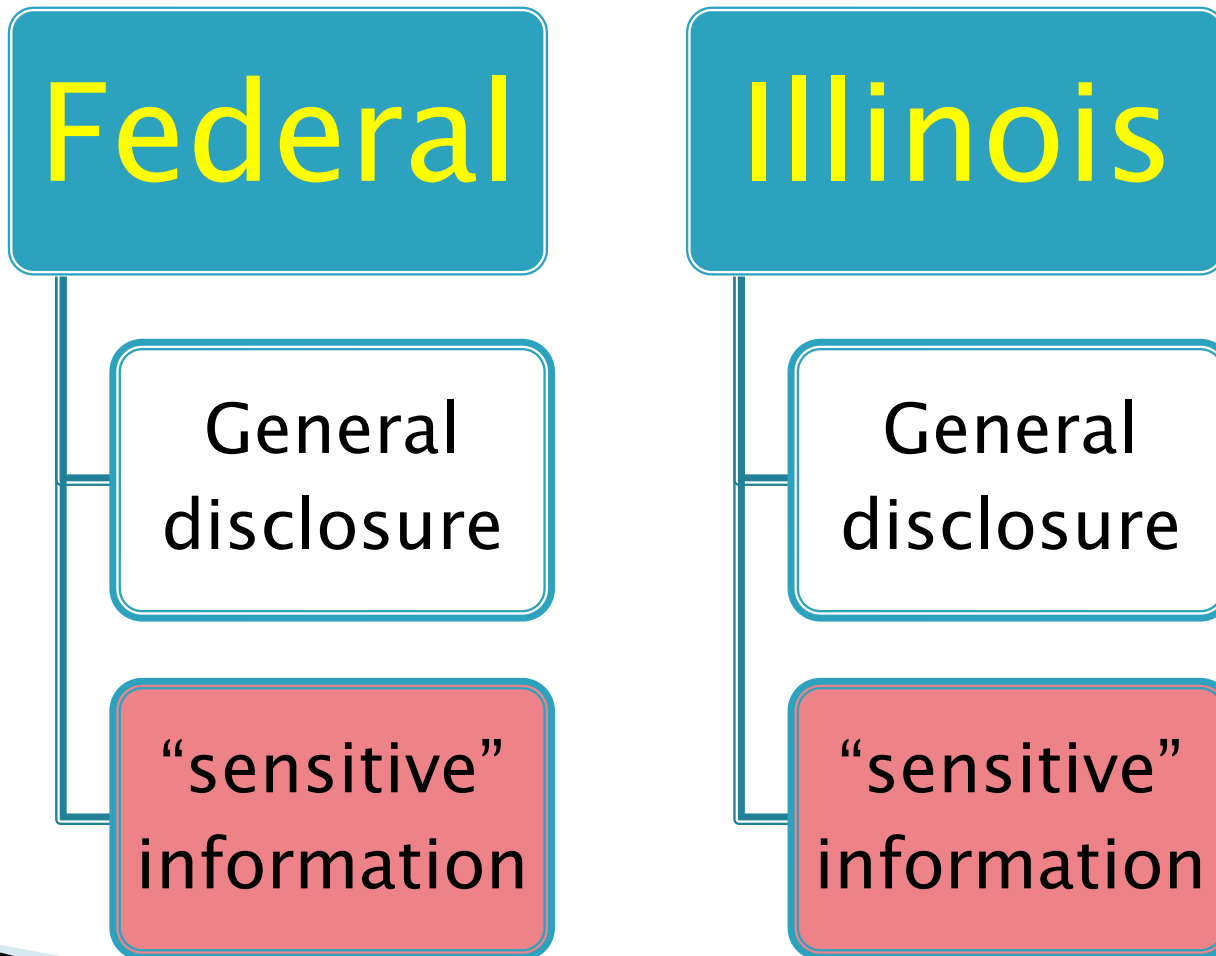 Federal
General
disclosure
“sensitive”
information
Illinois
General
disclosure
“sensitive”
information